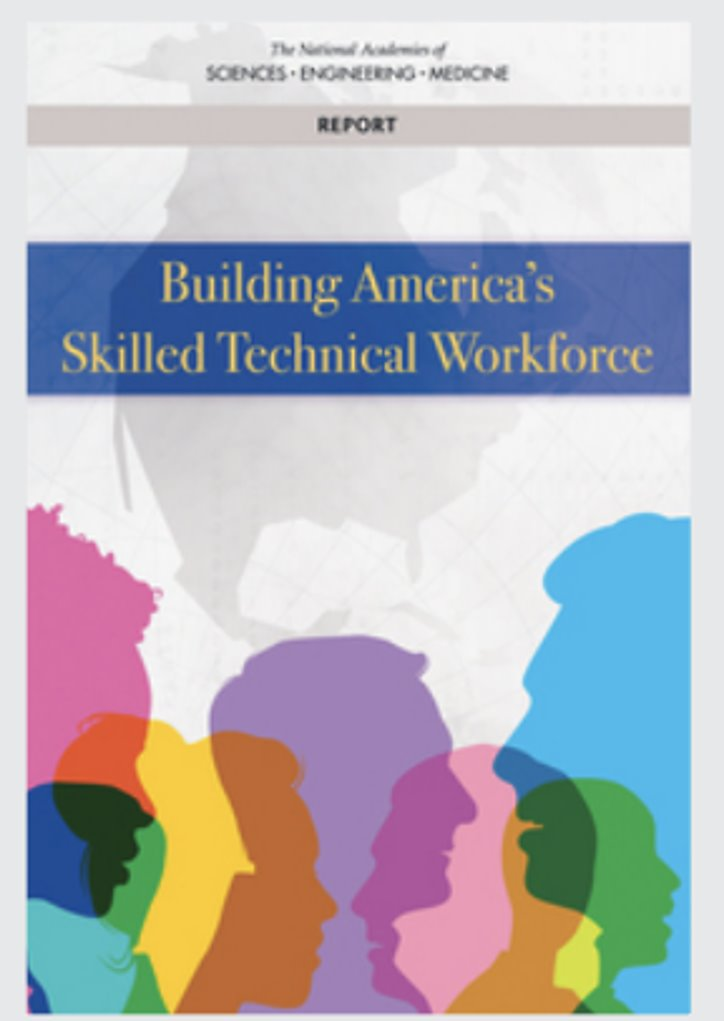 The National Academies of
SCIENCES · ENGINEERING · MEDICINE
REPORT
Building America's
Skilled Technical Workforce